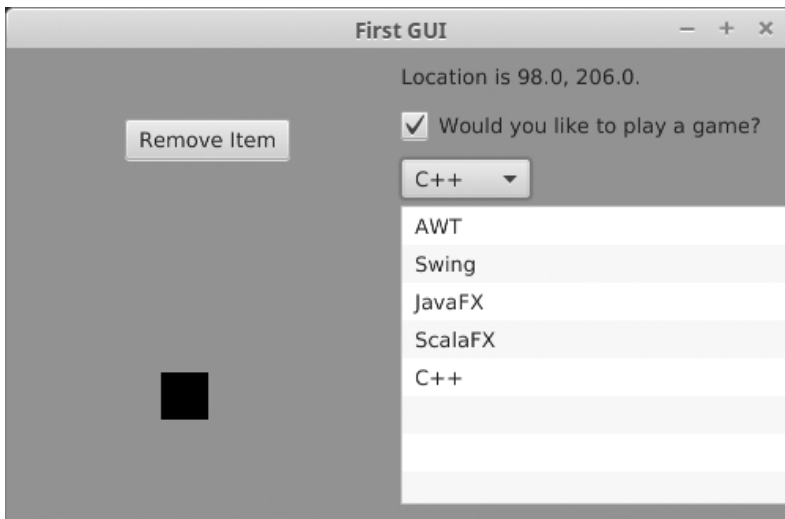 First GUI
Location is 98.0, 206.0.
Remove Item
Would you like to play a game?
C++
AWT
Swing
JavaFX
ScalaFX
C++